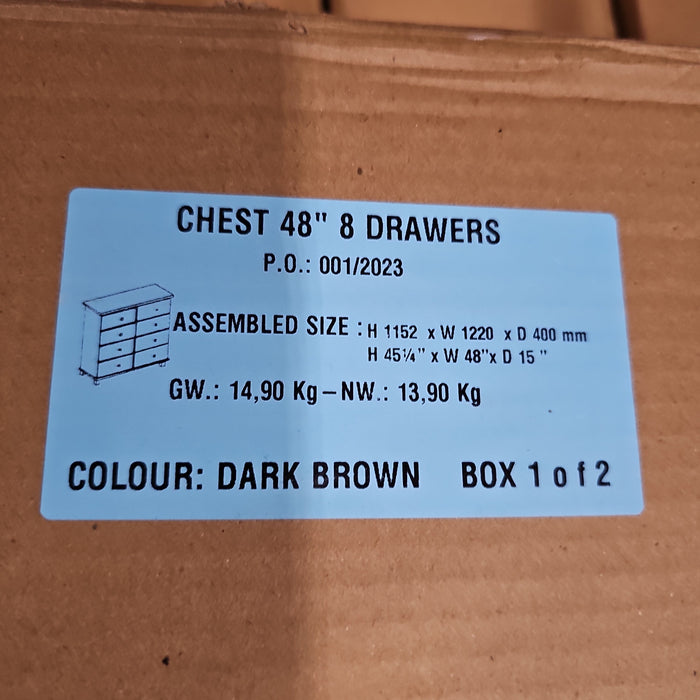 CHEST 48" 8 DRAWERS
P.O.: 001/2023
ASSEMBLED SIZE : H 1152 x W 1220 x D 400 mm
H 45¼" x W 48"x D 15 "
GW.: 14,90 Kg – NW.: 13,90 Kg
COLOUR: DARK BROWN BOX 1 of 2